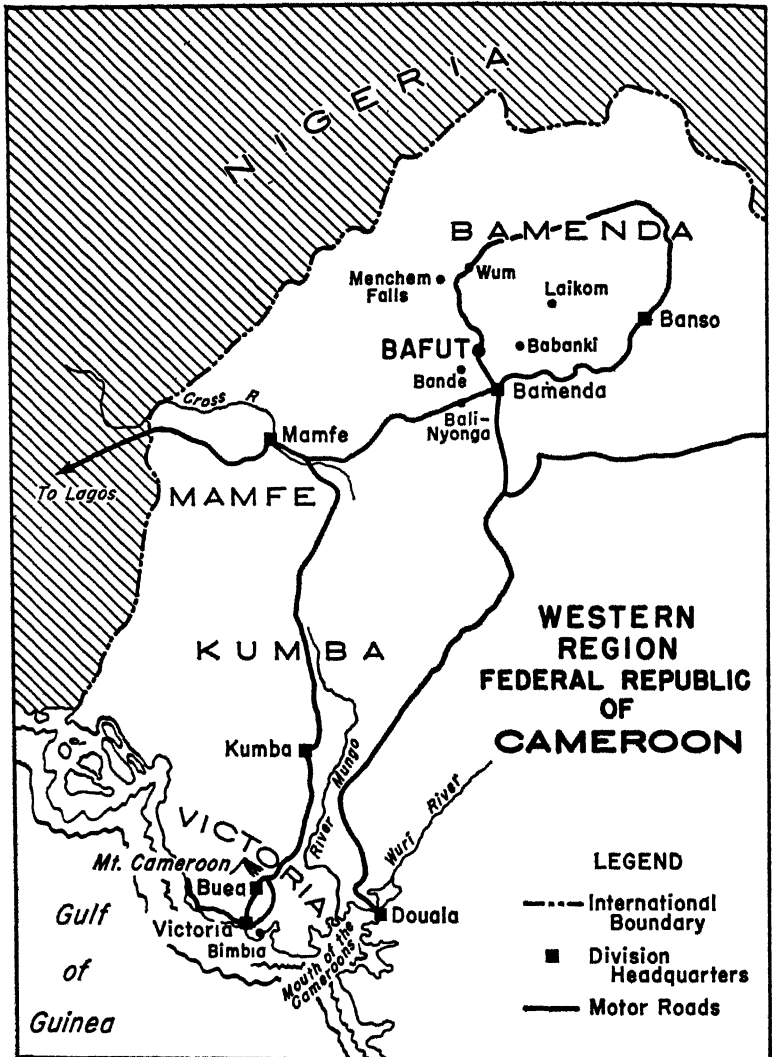 NIGERIA
BAMENDA
Menchem
Falls
Wum
Laikom
Banso
BAFUT
Babanki
Bande
Bamenda
Bali-
Nyonga
Cross R
Mamfe
To Lagos
MAMFE
WESTERN
REGION
FEDERAL REPUBLIC
OF
CAMEROON
KUMBA
Kumba
River Mungo
Wuri River
VICTORIA
Mt. Cameroon
Buea
Victoria
Bimbia
Douala
Mouth of the
Cameroons
Gulf
of
Guinea
LEGEND
International
Boundary
Division
Headquarters
Motor Roads